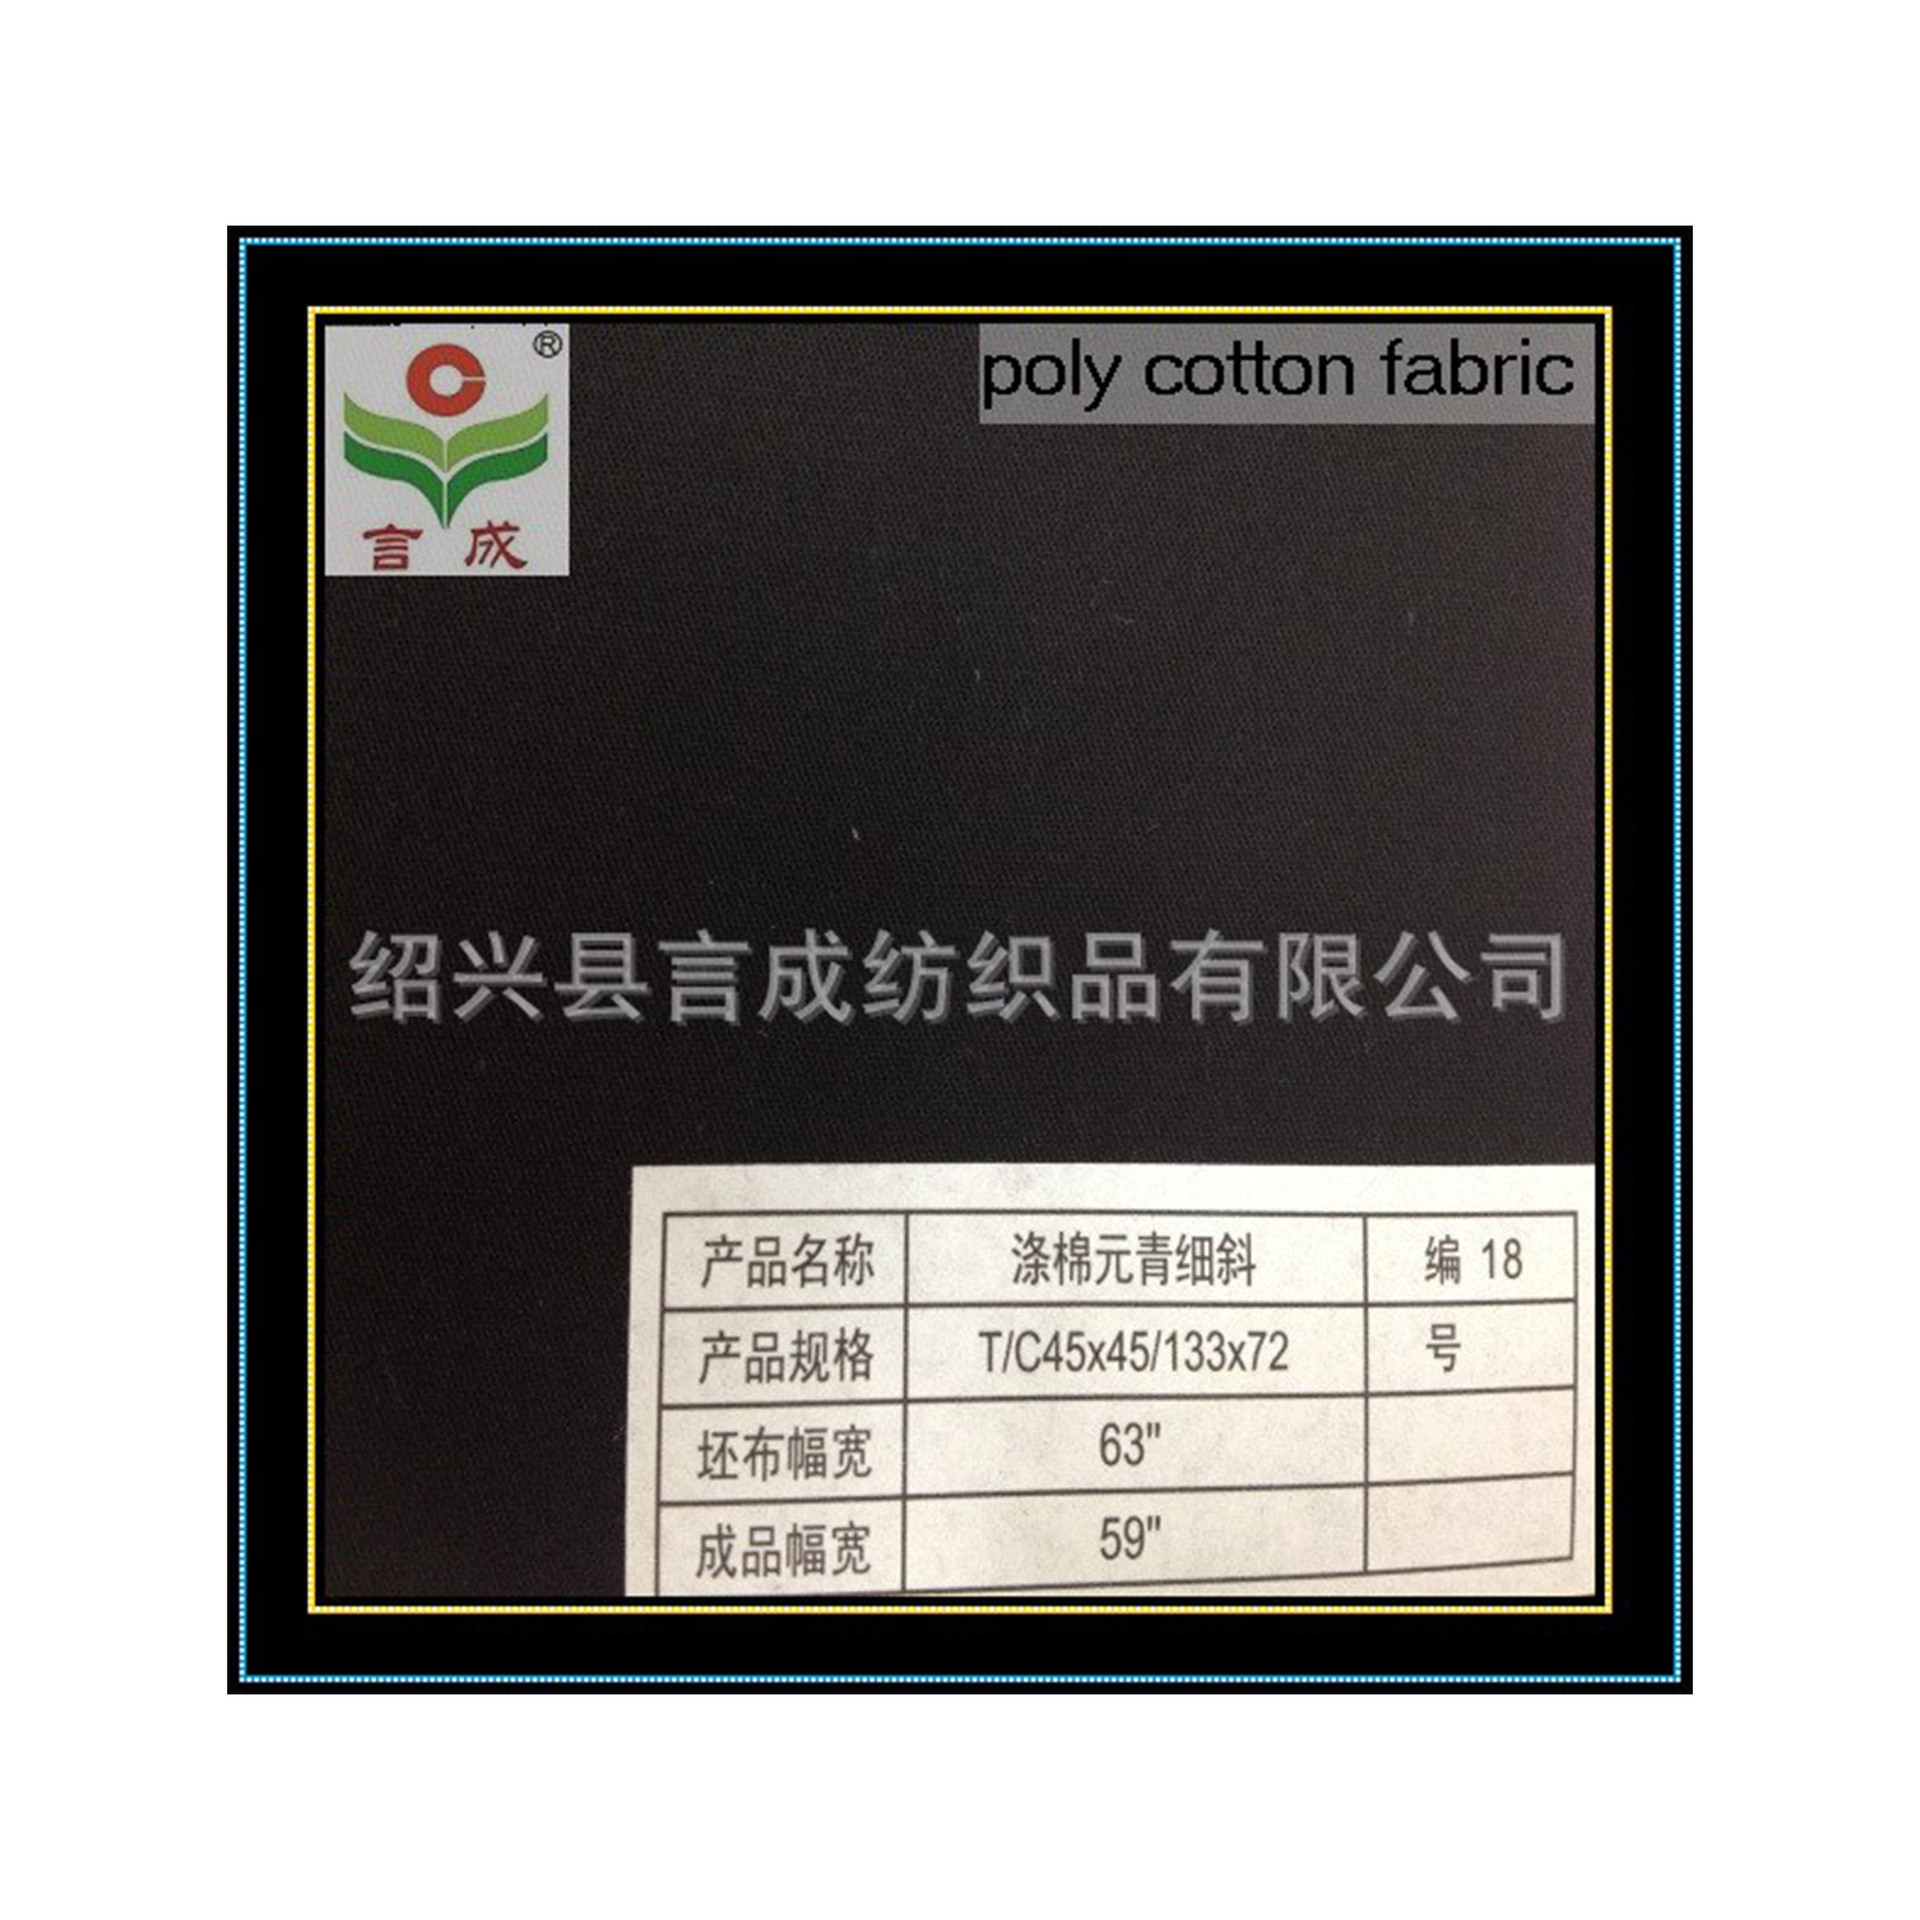 ®
poly cotton fabric
言成
绍兴县言成纺织品有限公司
产品名称 涤棉元青细斜 编 18
产品规格 T/C45x45/133x72 号
坯布幅宽 63"
成品幅宽 59"